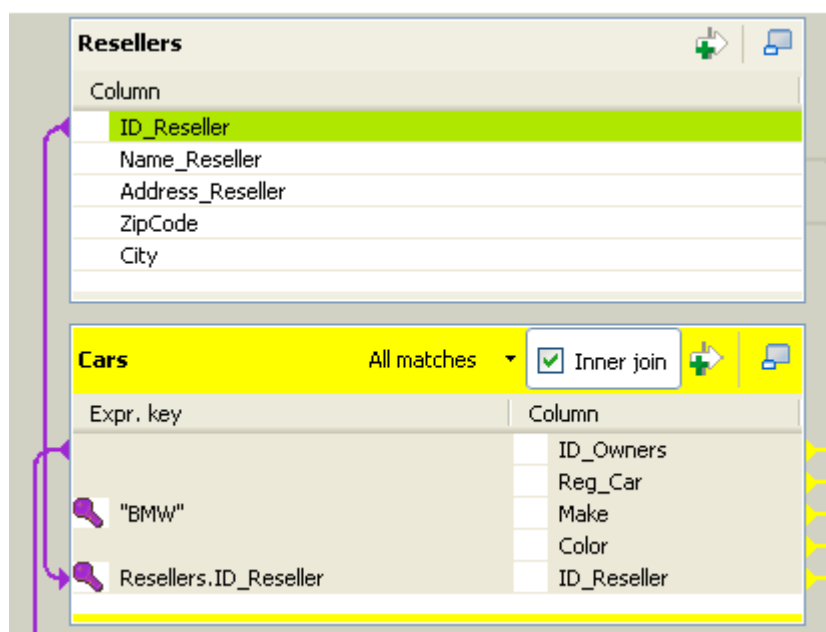 Resellers
Column
ID_Reseller
Name_Reseller
Address_Reseller
ZipCode
City
Cars All matches Inner join
Expr. key Column
ID_Owners
Reg_Car
"BMW" Make
Color
Resellers.ID_Reseller ID_Reseller